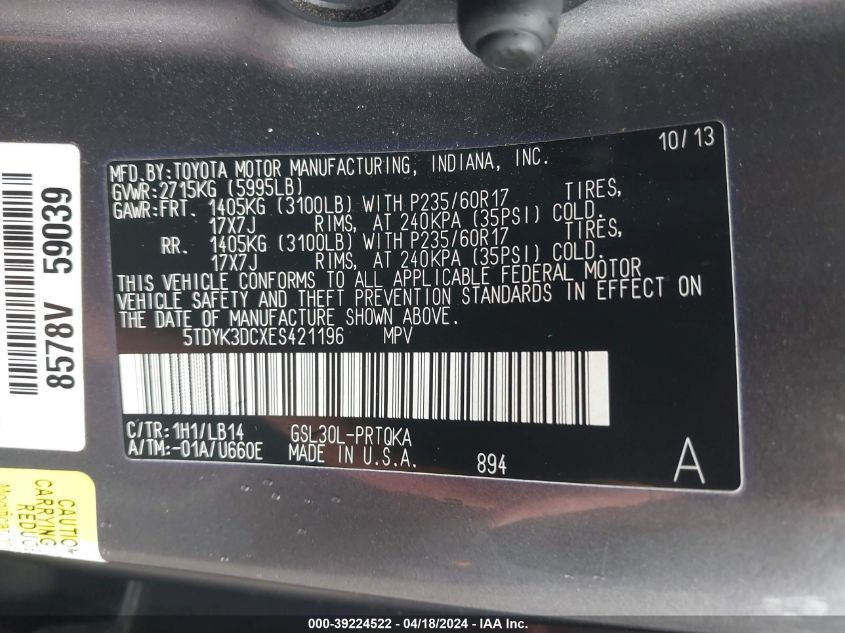 10/13
MFD.BY:TOYOTA MOTOR MANUFACTURING, INDIANA, INC.
GVWR:2715KG (5995LB)
GAWR:FRT. 1405KG (3100LB) WITH P235/60R17 TIRES,
17X7J RIMS, AT 240KPA (35PSI) COLD.
RR. 1405KG (3100LB) WITH P235/60R17 TIRES,
17X7J RIMS, AT 240KPA (35PSI) COLD.
THIS VEHICLE CONFORMS TO ALL APPLICABLE FEDERAL MOTOR
VEHICLE SAFETY AND THEFT PREVENTION STANDARDS IN EFFECT ON
THE DATE OF MANUFACTURE SHOWN ABOVE.
5TDYK3DCXES421196 MPV
C/TR:1H1/LB14 GSL30L-PRTQKA
A/TM:-01A/U660E MADE IN U.S.A. 894
A
8578V 59039
CAUTIO
CARRYING
REDUC
000-39224522 - 04/18/2024 - IAA, Inc.